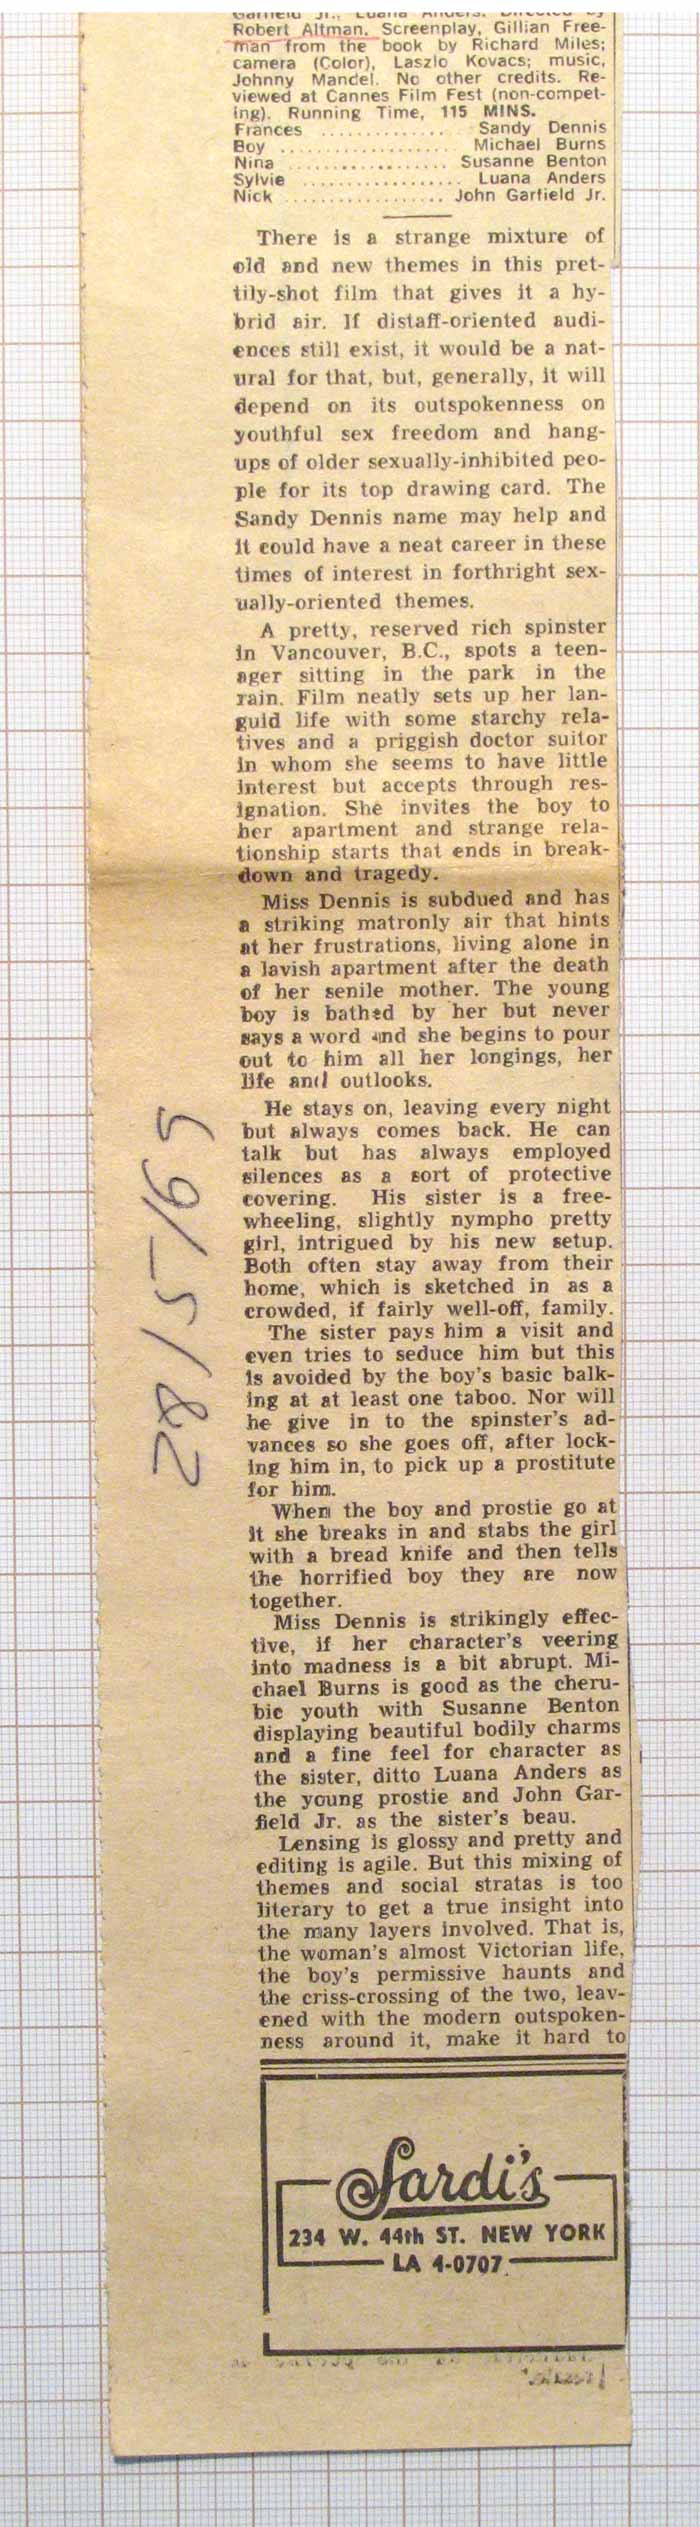 Garfield Jr., Luana Anders. Directed by
Robert Altman. Screenplay, Gillian Free-
man from the book by Richard Miles;
camera (Color), Laszlo Kovacs; music,
Johnny Mandel. No other credits. Re-
viewed at Cannes Film Fest (non-compet-
ing). Running Time, 115 MINS.
Frances .............. Sandy Dennis
Boy .................... Michael Burns
Nina .................. Susanne Benton
Sylvie .................. Luana Anders
Nick .................. John Garfield Jr.
There is a strange mixture of
old and new themes in this pret-
tily-shot film that gives it a hy-
brid air. If distaff-oriented audi-
ences still exist, it would be a nat-
ural for that, but, generally, it will
depend on its outspokenness on
youthful sex freedom and hang-
ups of older sexually-inhibited peo-
ple for its top drawing card. The
Sandy Dennis name may help and
it could have a neat career in these
times of interest in forthright sex-
ually-oriented themes.
A pretty, reserved rich spinster
in Vancouver, B.C., spots a teen-
ager sitting in the park in the
rain. Film neatly sets up her lan-
guid life with some starchy rela-
tives and a priggish doctor suitor
in whom she seems to have little
interest but accepts through res-
ignation. She invites the boy to
her apartment and strange rela-
tionship starts that ends in break-
down and tragedy.
Miss Dennis is subdued and has
a striking matronly air that hints
at her frustrations, living alone in
a lavish apartment after the death
of her senile mother. The young
boy is bathed by her but never
says a word and she begins to pour
out to him all her longings, her
life and outlooks.
He stays on, leaving every night
but always comes back. He can
talk but has always employed
silences as a sort of protective
covering. His sister is a free-
wheeling, slightly nympho pretty
girl, intrigued by his new setup.
Both often stay away from their
home, which is sketched in as a
crowded, if fairly well-off, family.
The sister pays him a visit and
even tries to seduce him but this
is avoided by the boy's basic balk-
ing at at least one taboo. Nor will
he give in to the spinster's ad-
vances so she goes off, after lock-
ing him in, to pick up a prostitute
for him.
When the boy and prostie go at
it she breaks in and stabs the girl
with a bread knife and then tells
the horrified boy they are now
together.
Miss Dennis is strikingly effec-
tive, if her character's veering
into madness is a bit abrupt. Mi-
chael Burns is good as the cheru-
bic youth with Susanne Benton
displaying beautiful bodily charms
and a fine feel for character as
the sister, ditto Luana Anders as
the young prostie and John Gar-
field Jr. as the sister's beau.
Lensing is glossy and pretty and
editing is agile. But this mixing of
themes and social stratas is too
literary to get a true insight into
the many layers involved. That is,
the woman's almost Victorian life,
the boy's permissive haunts and
the criss-crossing of the two, leav-
ened with the modern outspoken-
ness around it, make it hard to
Sardi's
234 W. 44th ST. NEW YORK
LA 4-0707